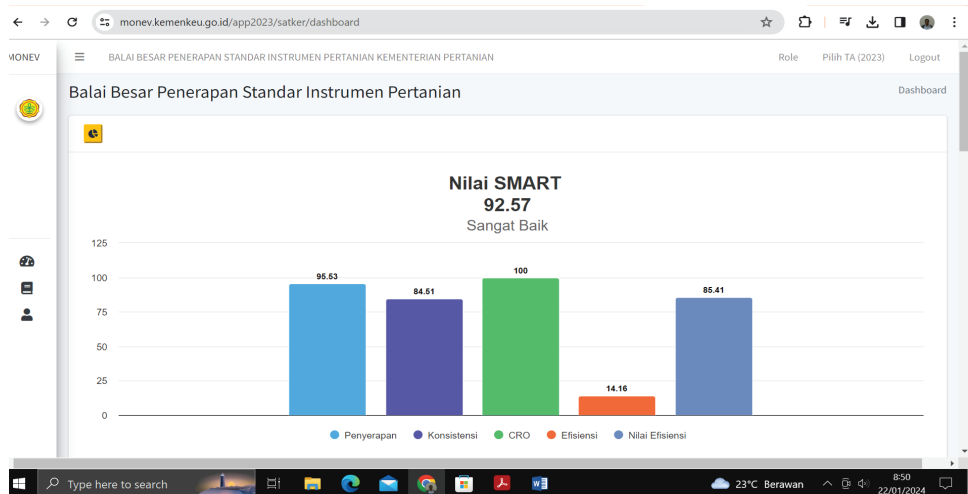 monev.kemenkeu.go.id/app2023/satker/dashboard
MONEV
BALAI BESAR PENERAPAN STANDAR INSTRUMEN PERTANIAN KEMENTERIAN PERTANIAN
Role Pilih TA (2023) Logout
Balai Besar Penerapan Standar Instrumen Pertanian
Dashboard
Nilai SMART
92.57
Sangat Baik
125
100
75
50
25
0
95.53
84.51
100
14.16
85.41
Penyerapan Konsistensi CRO Efisiensi Nilai Efisiensi
Type here to search
23°C Berawan
8:50
22/01/2024